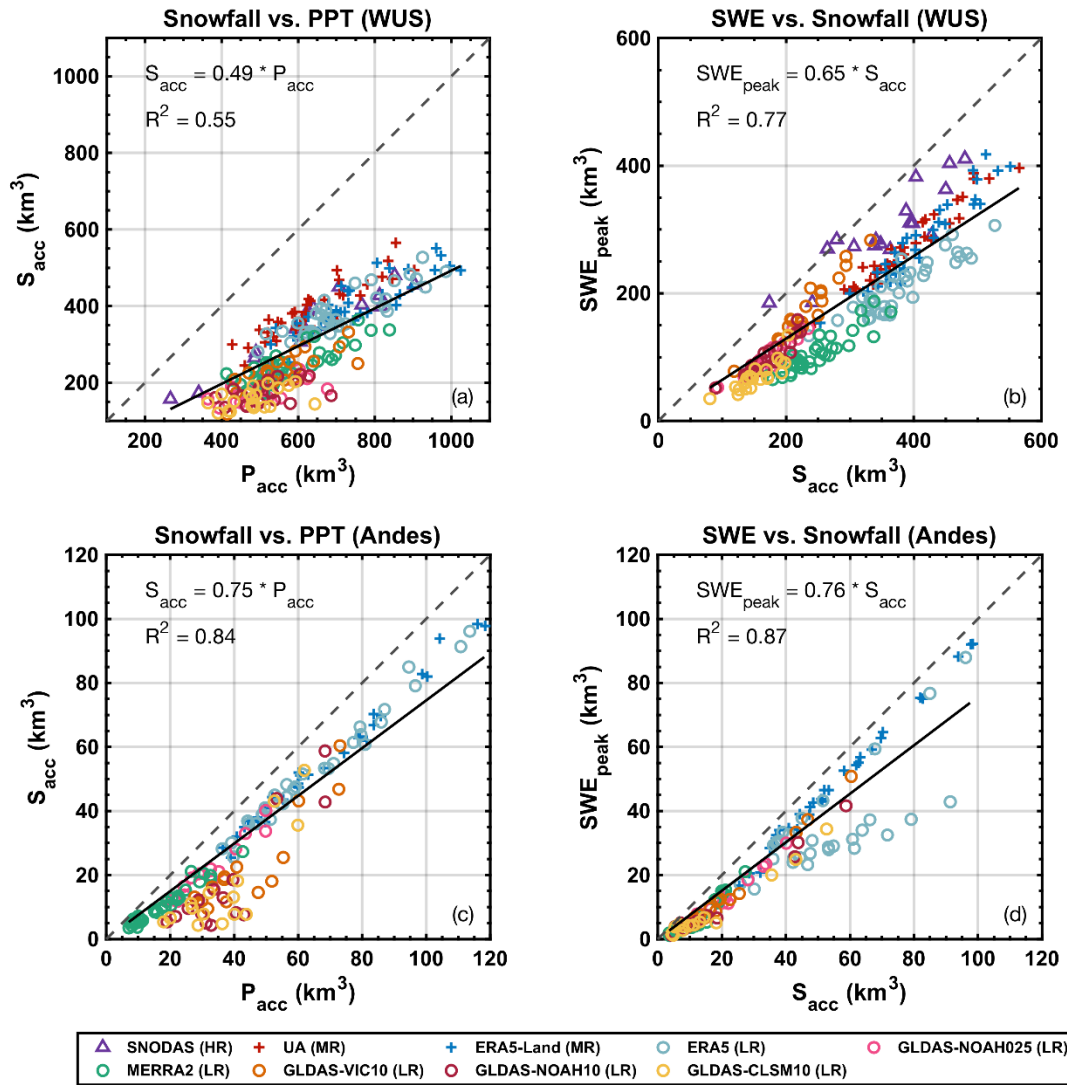 Snowfall vs. PPT (WUS)
S_acc = 0.49 * P_acc
R² = 0.55
S_acc (km³)
1000
800
600
400
200
200 400 600 800 1000
P_acc (km³)
(a)
SWE vs. Snowfall (WUS)
SWE_peak = 0.65 * S_acc
R² = 0.77
SWE_peak (km³)
600
400
200
0
0 200 400 600
S_acc (km³)
(b)
Snowfall vs. PPT (Andes)
S_acc = 0.75 * P_acc
R² = 0.84
S_acc (km³)
120
100
80
60
40
20
0
0 20 40 60 80 100 120
P_acc (km³)
(c)
SWE vs. Snowfall (Andes)
SWE_peak = 0.76 * S_acc
R² = 0.87
SWE_peak (km³)
120
100
80
60
40
20
0
0 20 40 60 80 100 120
S_acc (km³)
(d)
SNODAS (HR) UA (MR) ERA5-Land (MR) ERA5 (LR) GLDAS-NOAH025 (LR)
MERRA2 (LR) GLDAS-VIC10 (LR) GLDAS-NOAH10 (LR) GLDAS-CLSM10 (LR)